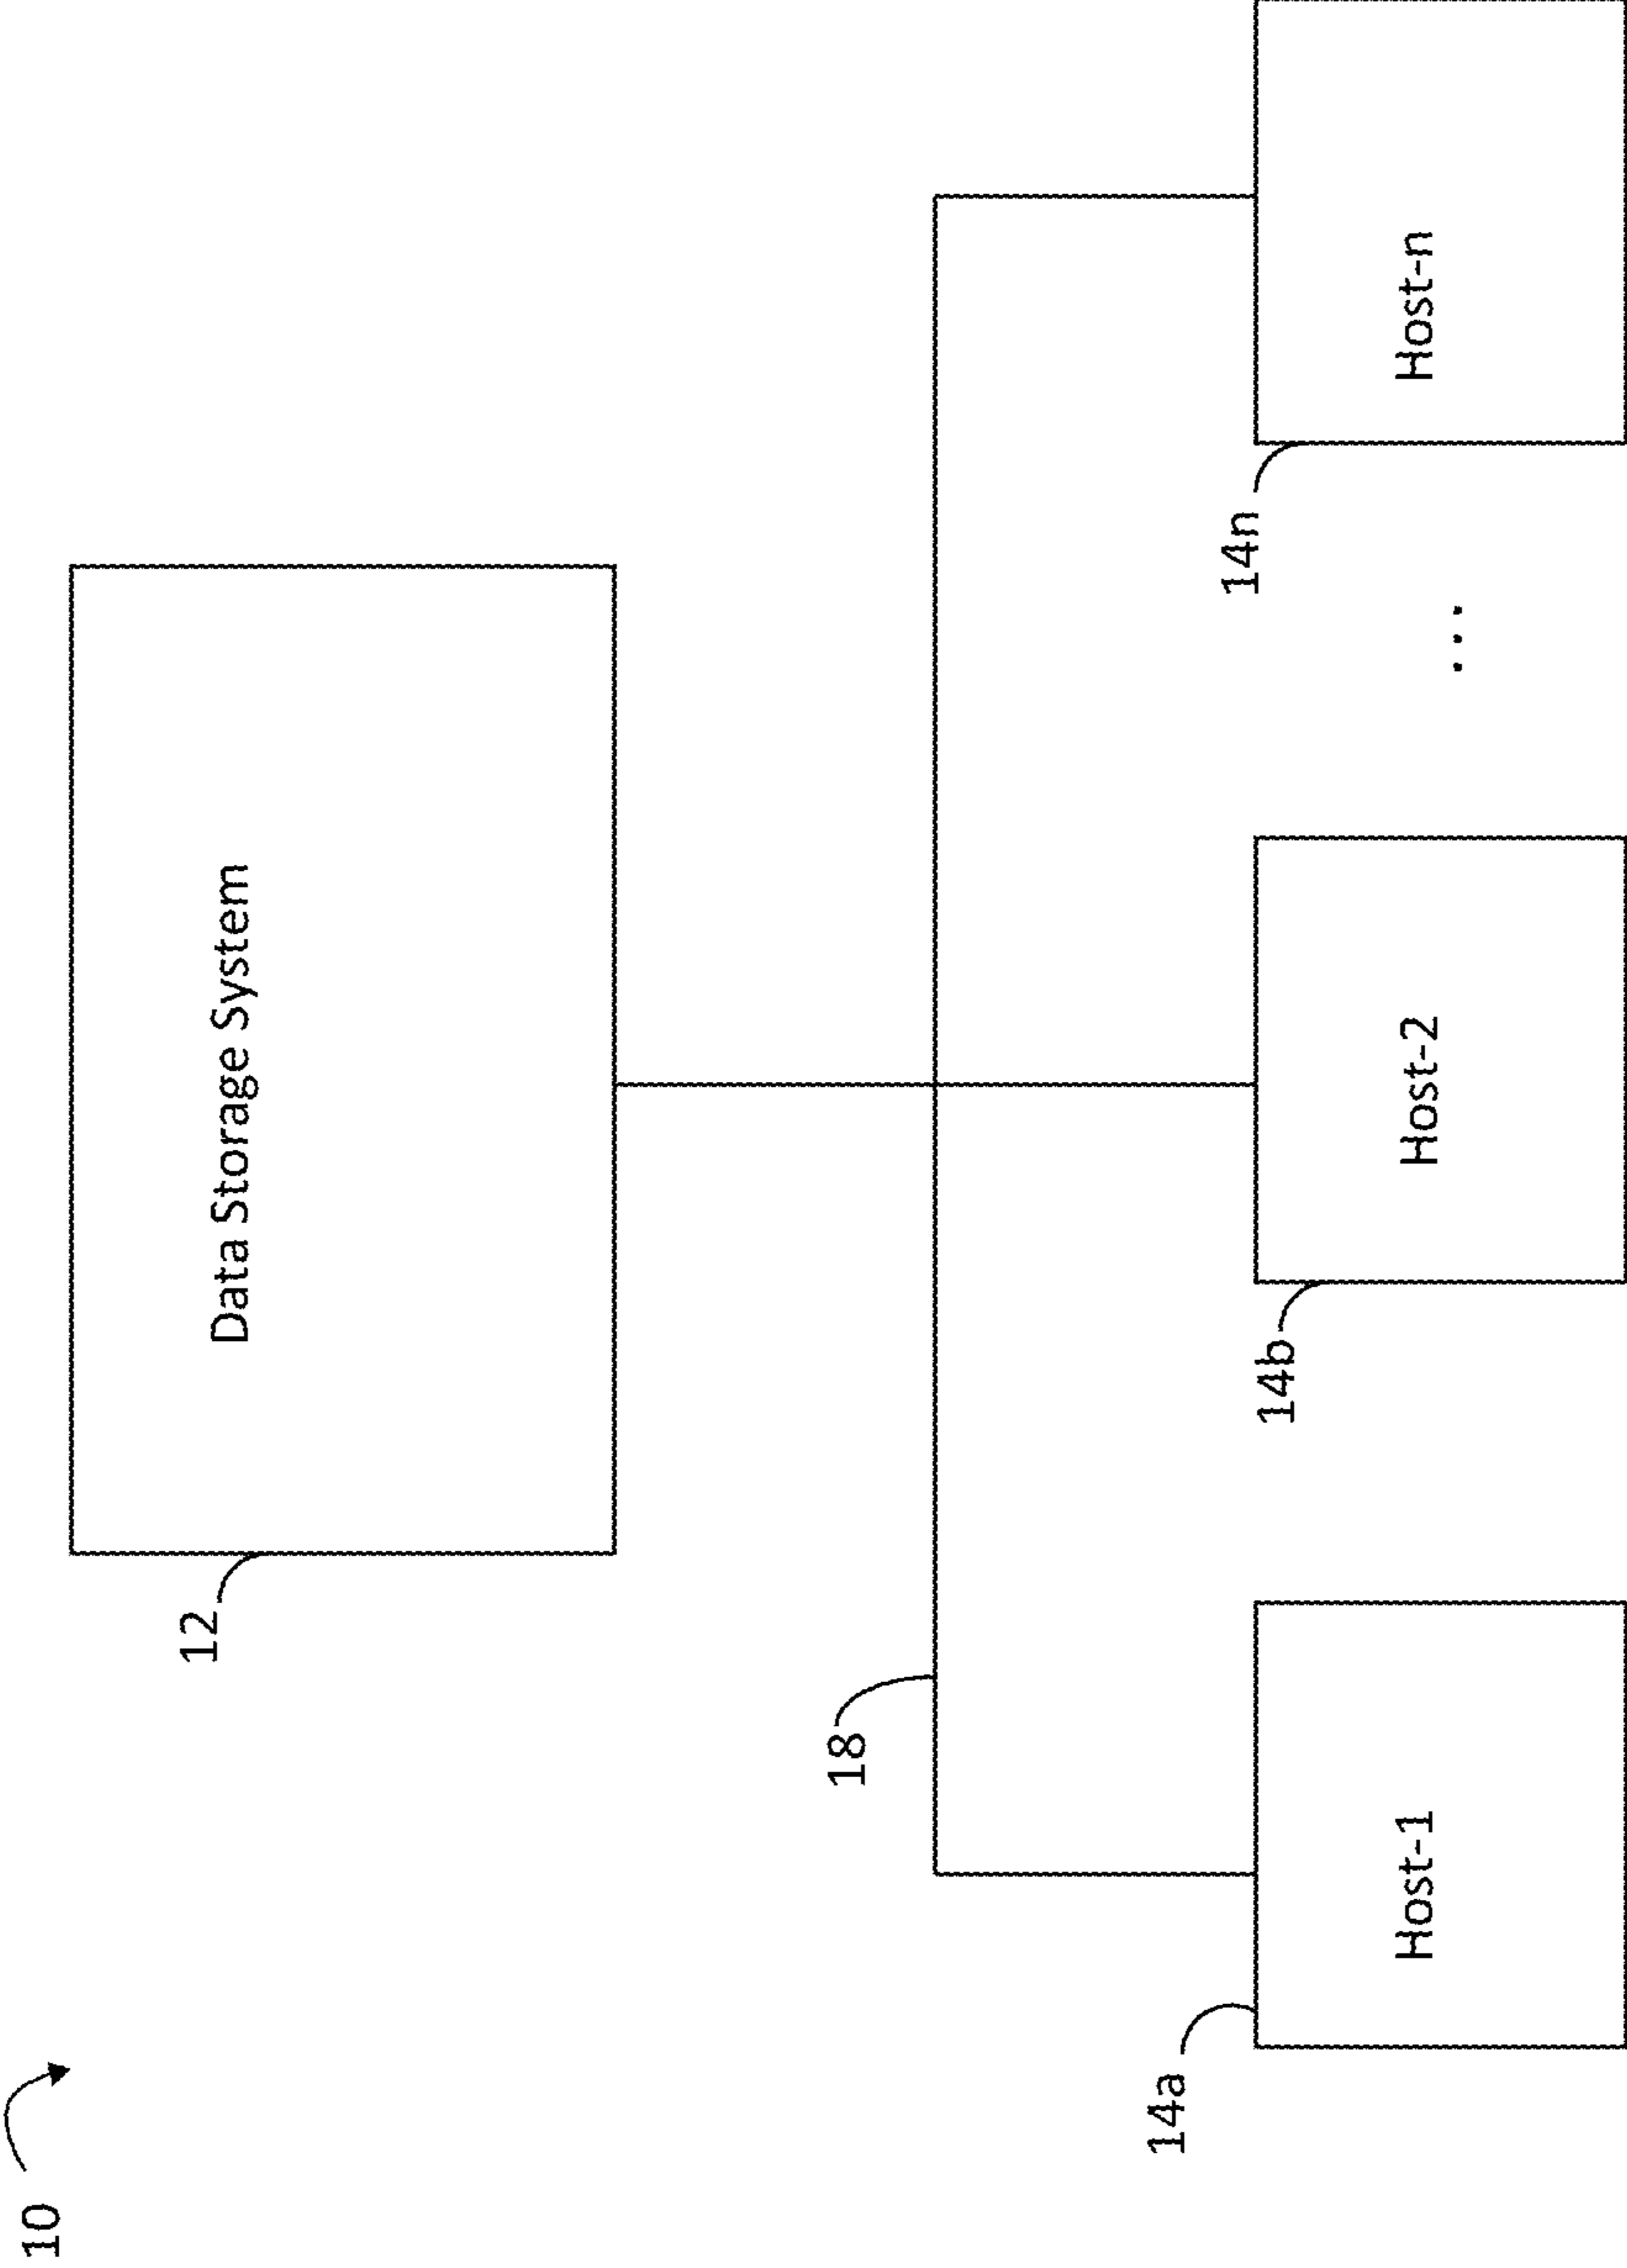 10
12
Data Storage System
18
14a
Host-1
14b
Host-2
...
14n
Host-n